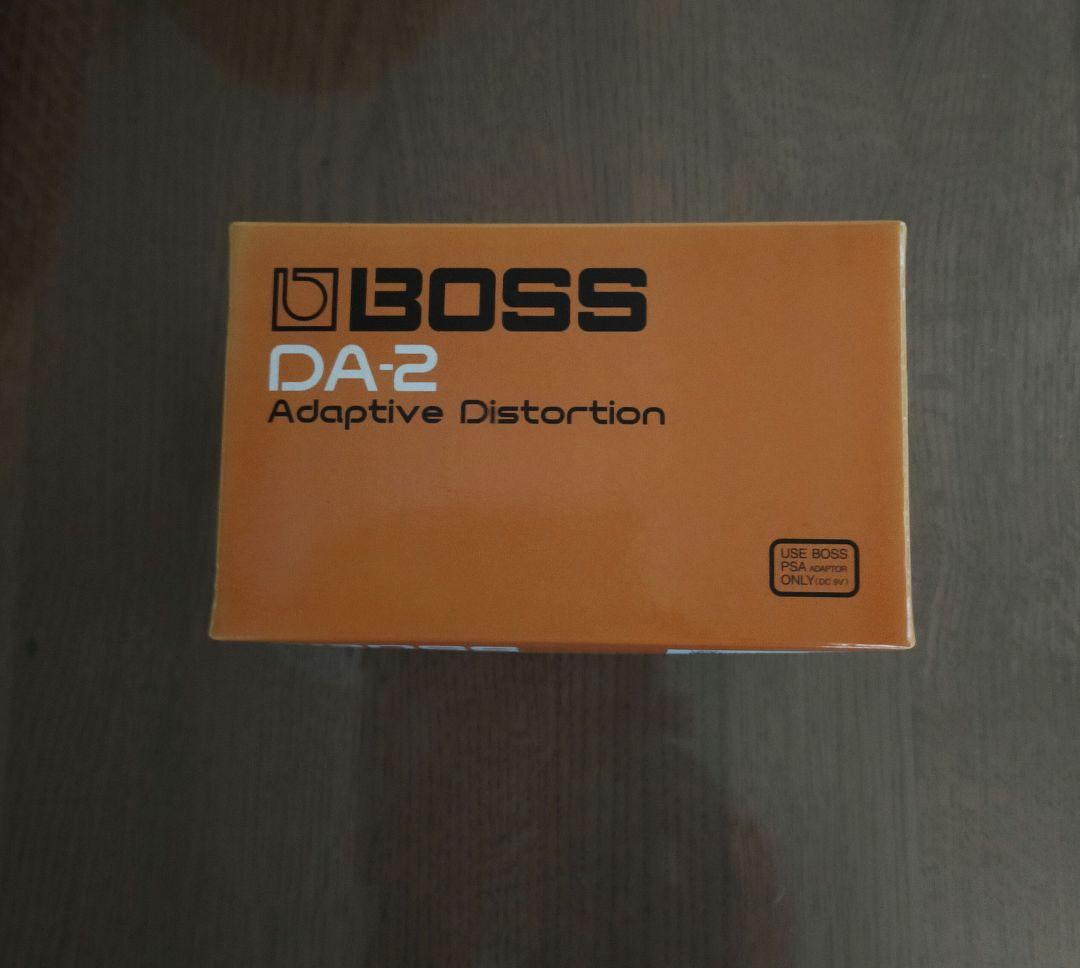 BOSS
DA-2
Adaptive Distortion
USE BOSS
PSA ADAPTOR
ONLY (DC 9V)